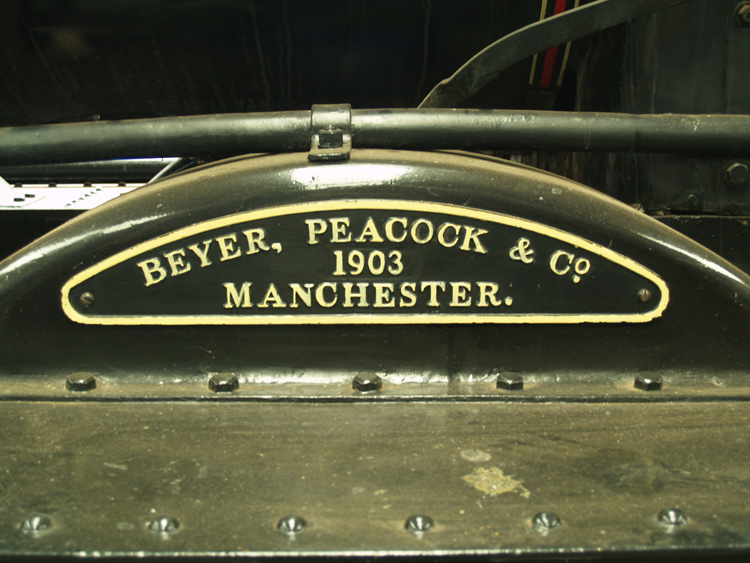 BEYER, PEACOCK & Co.
1903
MANCHESTER.